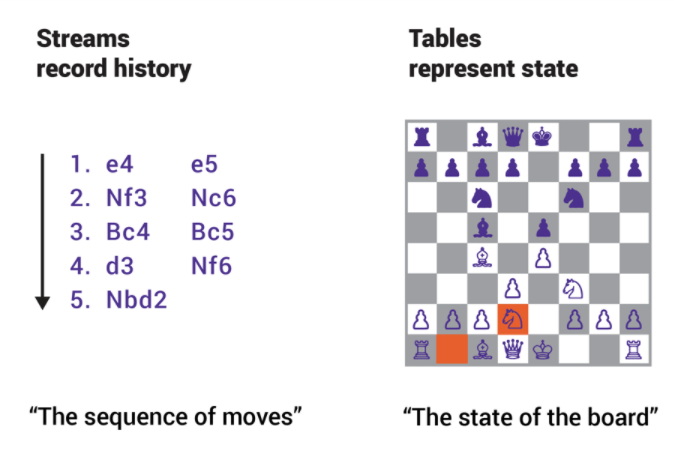 Streams
record history
Tables
represent state
1. e4 e5
2. Nf3 Nc6
3. Bc4 Bc5
4. d3 Nf6
5. Nbd2
“The sequence of moves”
“The state of the board”